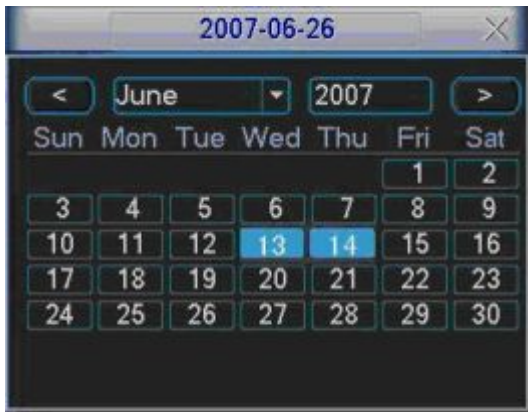 2007-06-26
< June 2007 >
Sun Mon Tue Wed Thu Fri Sat
1 2
3 4 5 6 7 8 9
10 11 12 13 14 15 16
17 18 19 20 21 22 23
24 25 26 27 28 29 30